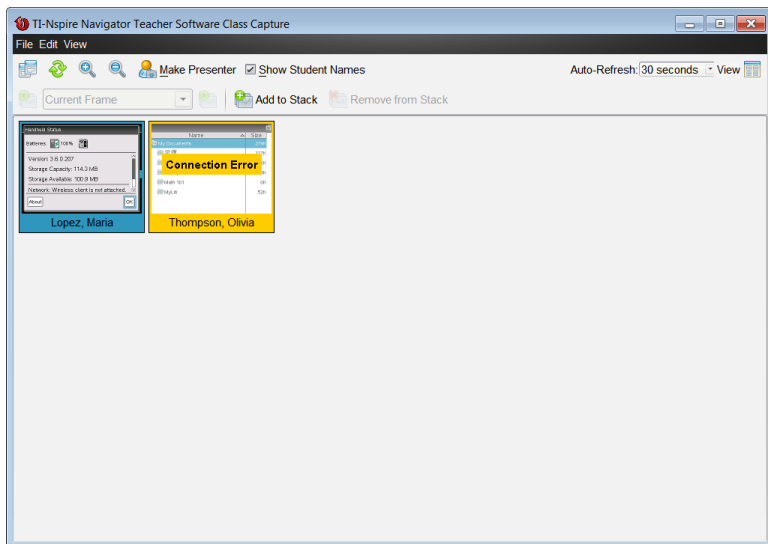 TI-Nspire Navigator Teacher Software Class Capture
File Edit View
Make Presenter Show Student Names Auto-Refresh: 30 seconds View
Current Frame Add to Stack Remove from Stack
Handheld Status
Batteries: 100%
Version: 3.6.0.207
Storage Capacity: 114.3 MB
Storage Available: 100.9 MB
Network: Wireless client is not attached.
About OK
Lopez, Maria
Name Size
My Documents
Connection Error
Math 101 0K
MyLib
Thompson, Olivia